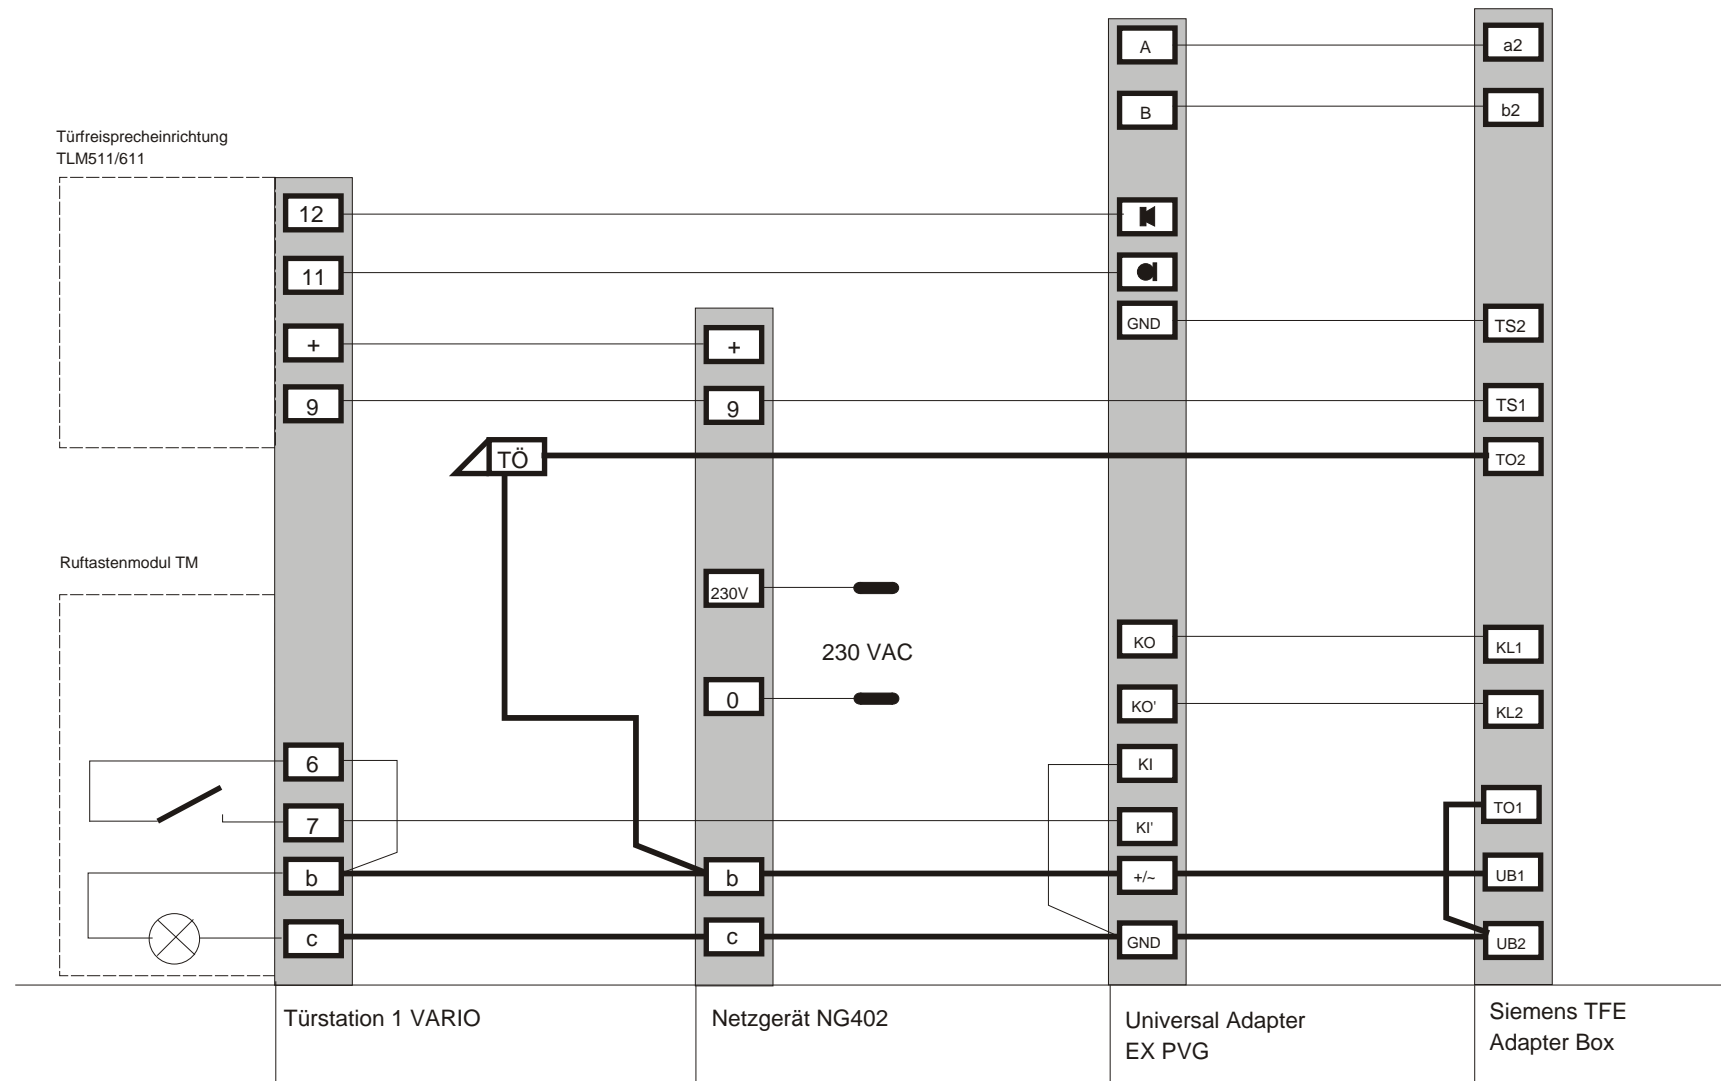 Türfreisprecheinrichtung
TLM511/611
12
11
+
9
Ruftastenmodul TM
6
7
b
c
Türstation 1 VARIO
TÖ
+
9
230V
230 VAC
0
b
c
Netzgerät NG402
A
B
GND
KO
KO'
KI
KI'
+/~
GND
Universal Adapter
EX PVG
a2
b2
TS2
TS1
TO2
KL1
KL2
TO1
UB1
UB2
Siemens TFE
Adapter Box